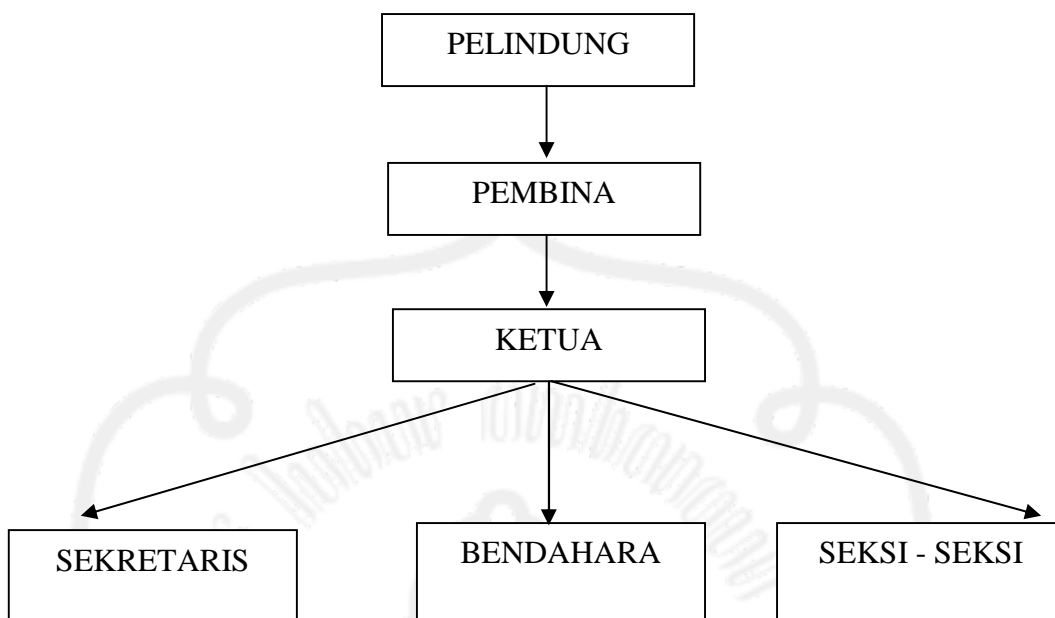 PELINDUNG
PEMBINA
KETUA
SEKRETARIS
BENDAHARA
SEKSI - SEKSI